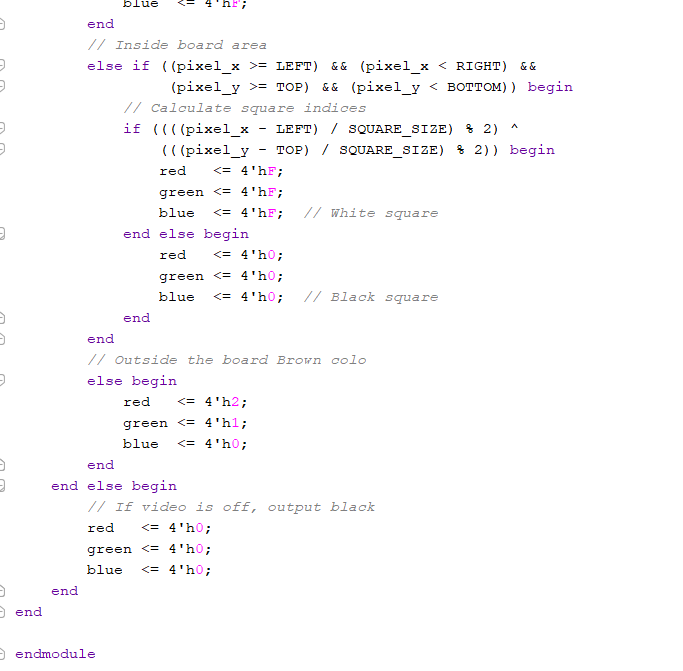 blue  <= 4'hF;
end
// Inside board area
else if ((pixel_x >= LEFT) && (pixel_x < RIGHT) &&
(pixel_y >= TOP) && (pixel_y < BOTTOM)) begin
// Calculate square indices
if ((((pixel_x - LEFT) / SQUARE_SIZE) % 2) ^
(((pixel_y - TOP) / SQUARE_SIZE) % 2)) begin
red   <= 4'hF;
green <= 4'hF;
blue  <= 4'hF;  // White square
end else begin
red   <= 4'h0;
green <= 4'h0;
blue  <= 4'h0;  // Black square
end
end
// Outside the board Brown colo
else begin
red   <= 4'h2;
green <= 4'h1;
blue  <= 4'h0;
end
end else begin
// If video is off, output black
red   <= 4'h0;
green <= 4'h0;
blue  <= 4'h0;
end
end
endmodule